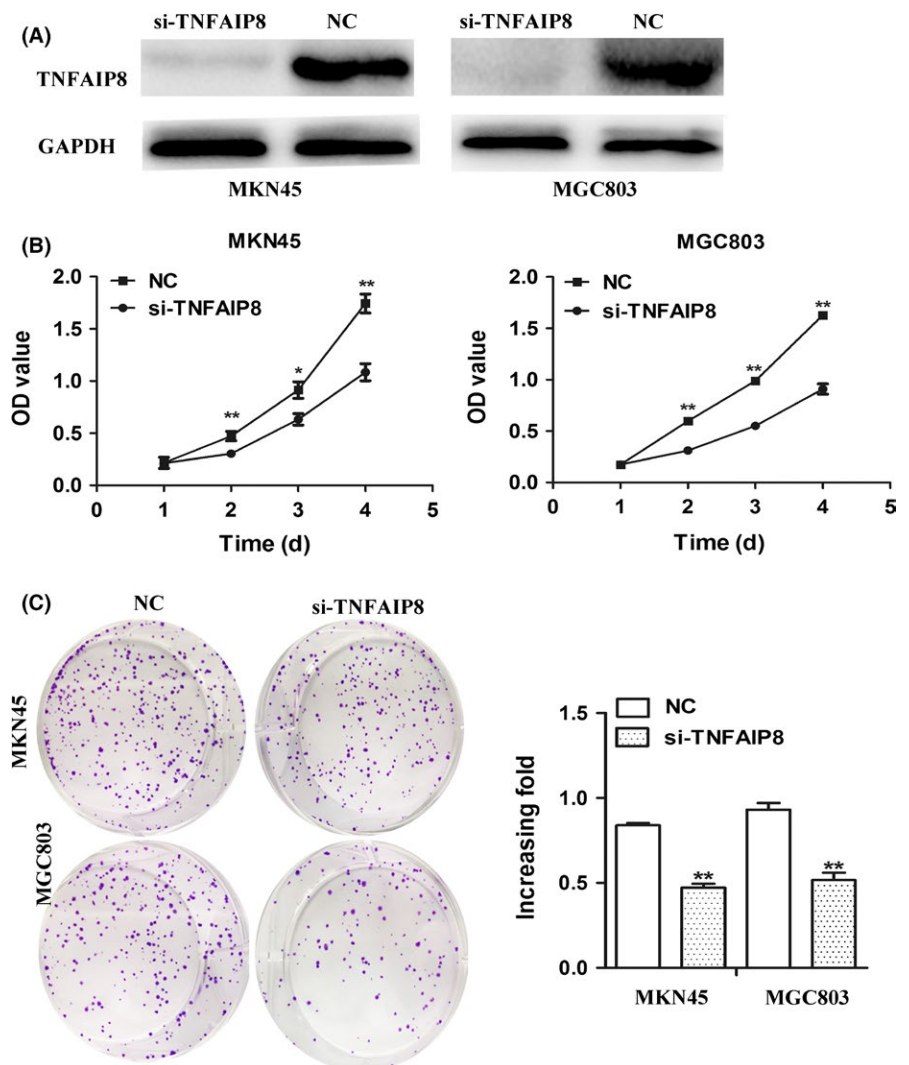 (A)
si-TNFAIP8 NC si-TNFAIP8 NC
TNFAIP8
GAPDH
MKN45 MGC803
(B)
MKN45
NC
si-TNFAIP8
OD value
2.0
1.5
1.0
0.5
0.0
** * **
0 1 2 3 4 5
Time (d)
MGC803
NC
si-TNFAIP8
OD value
2.0
1.5
1.0
0.5
0.0
** ** **
0 1 2 3 4 5
Time (d)
(C)
NC si-TNFAIP8
MKN45
MGC803
NC
si-TNFAIP8
Increasing fold
1.5
1.0
0.5
0.0
** **
MKN45 MGC803